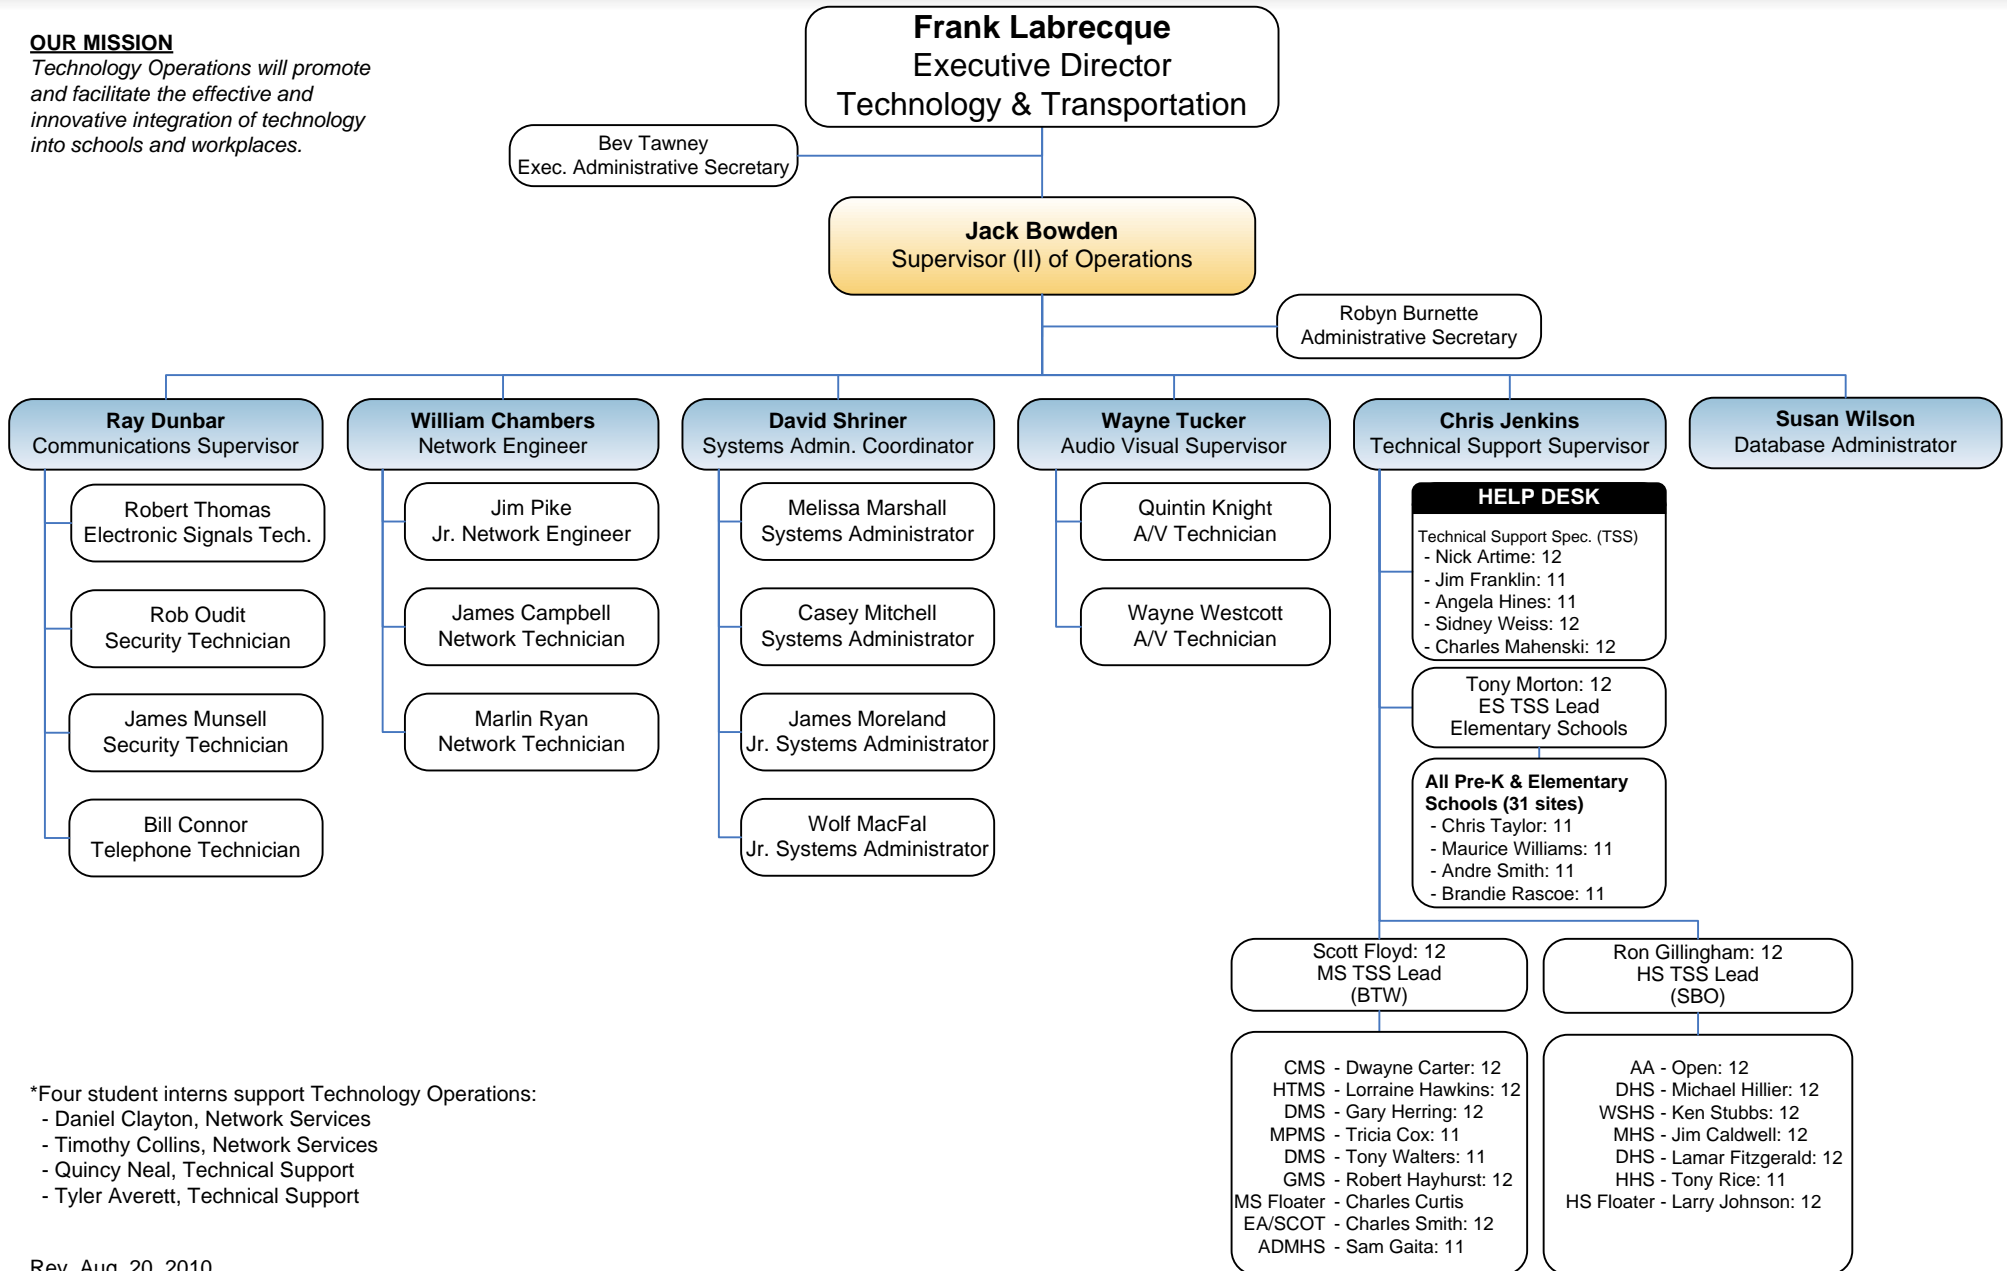 OUR MISSION
Technology Operations will promote
and facilitate the effective and
innovative integration of technology
into schools and workplaces.
Frank Labrecque
Executive Director
Technology & Transportation
Bev Tawney
Exec. Administrative Secretary
Jack Bowden
Supervisor (II) of Operations
Robyn Burnette
Administrative Secretary
Ray Dunbar
Communications Supervisor
Robert Thomas
Electronic Signals Tech.
Rob Oudit
Security Technician
James Munsell
Security Technician
Bill Connor
Telephone Technician
William Chambers
Network Engineer
Jim Pike
Jr. Network Engineer
James Campbell
Network Technician
Marlin Ryan
Network Technician
David Shriner
Systems Admin. Coordinator
Melissa Marshall
Systems Administrator
Casey Mitchell
Systems Administrator
James Moreland
Jr. Systems Administrator
Wolf MacFal
Jr. Systems Administrator
Wayne Tucker
Audio Visual Supervisor
Quintin Knight
A/V Technician
Wayne Westcott
A/V Technician
Chris Jenkins
Technical Support Supervisor
HELP DESK
Technical Support Spec. (TSS)
- Nick Artime: 12
- Jim Franklin: 11
- Angela Hines: 11
- Sidney Weiss: 12
- Charles Mahenski: 12
Tony Morton: 12
ES TSS Lead
Elementary Schools
All Pre-K & Elementary
Schools (31 sites)
- Chris Taylor: 11
- Maurice Williams: 11
- Andre Smith: 11
- Brandie Rascoe: 11
Susan Wilson
Database Administrator
Scott Floyd: 12
MS TSS Lead
(BTW)
CMS - Dwayne Carter: 12
HTMS - Lorraine Hawkins: 12
DMS - Gary Herring: 12
MPMS - Tricia Cox: 11
DMS - Tony Walters: 11
GMS - Robert Hayhurst: 12
MS Floater - Charles Curtis
EA/SCOT - Charles Smith: 12
ADMHS - Sam Gaita: 11
Ron Gillingham: 12
HS TSS Lead
(SBO)
AA - Open: 12
DHS - Michael Hillier: 12
WSHS - Ken Stubbs: 12
MHS - Jim Caldwell: 12
DHS - Lamar Fitzgerald: 12
HHS - Tony Rice: 11
HS Floater - Larry Johnson: 12
*Four student interns support Technology Operations:
- Daniel Clayton, Network Services
- Timothy Collins, Network Services
- Quincy Neal, Technical Support
- Tyler Averett, Technical Support
Rev. Aug. 20, 2010